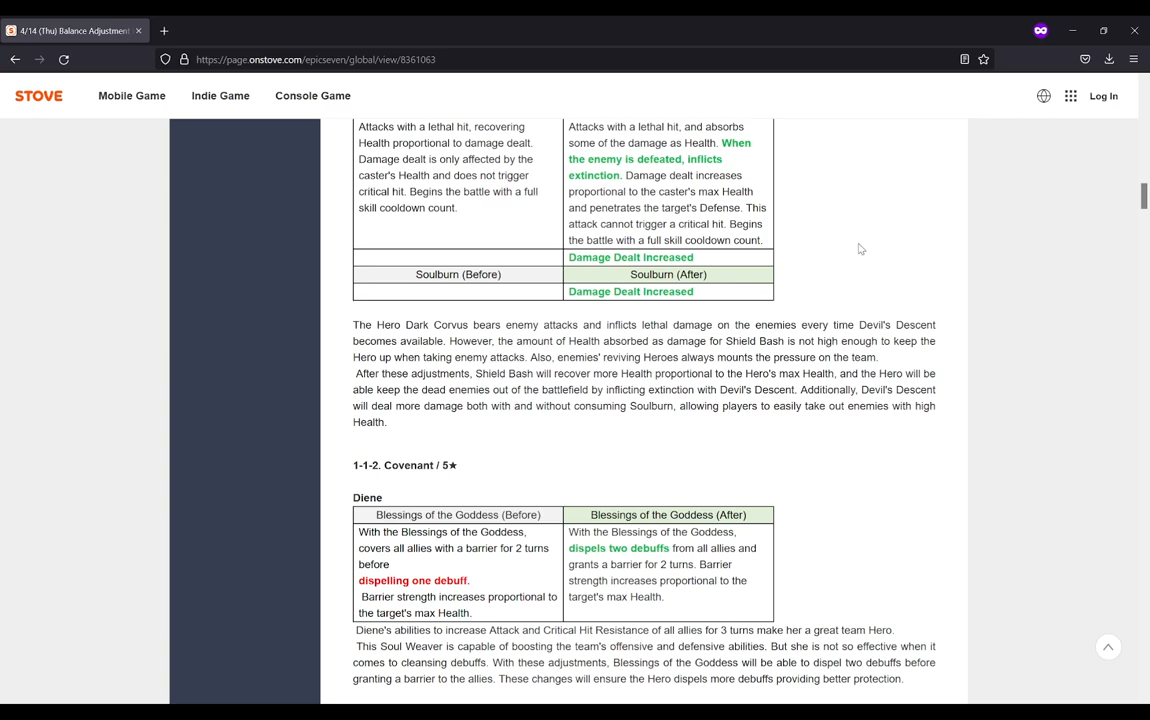 4/14 (Thu) Balance Adjustment
https://page.onstove.com/epicseven/global/view/8361063
STOVE
Mobile Game
Indie Game
Console Game
Log In
Attacks with a lethal hit, recovering
Health proportional to damage dealt.
Damage dealt is only affected by the
caster's Health and does not trigger
critical hit. Begins the battle with a full
skill cooldown count.
Attacks with a lethal hit, and absorbs
some of the damage as Health. When
the enemy is defeated, inflicts
extinction. Damage dealt increases
proportional to the caster's max Health
and penetrates the target's Defense. This
attack cannot trigger a critical hit. Begins
the battle with a full skill cooldown count.
Damage Dealt Increased
Soulburn (Before)
Soulburn (After)
Damage Dealt Increased
The Hero Dark Corvus bears enemy attacks and inflicts lethal damage on the enemies every time Devil's Descent
becomes available. However, the amount of Health absorbed as damage for Shield Bash is not high enough to keep the
Hero up when taking enemy attacks. Also, enemies' reviving Heroes always mounts the pressure on the team.
After these adjustments, Shield Bash will recover more Health proportional to the Hero's max Health, and the Hero will be
able keep the dead enemies out of the battlefield by inflicting extinction with Devil's Descent. Additionally, Devil's Descent
will deal more damage both with and without consuming Soulburn, allowing players to easily take out enemies with high
Health.
1-1-2. Covenant / 5★
Diene
Blessings of the Goddess (Before)
Blessings of the Goddess (After)
With the Blessings of the Goddess,
covers all allies with a barrier for 2 turns
before
dispelling one debuff.
Barrier strength increases proportional to
the target's max Health.
With the Blessings of the Goddess,
dispels two debuffs from all allies and
grants a barrier for 2 turns. Barrier
strength increases proportional to the
target's max Health.
Diene's abilities to increase Attack and Critical Hit Resistance of all allies for 3 turns make her a great team Hero.
This Soul Weaver is capable of boosting the team's offensive and defensive abilities. But she is not so effective when it
comes to cleansing debuffs. With these adjustments, Blessings of the Goddess will be able to dispel two debuffs before
granting a barrier to the allies. These changes will ensure the Hero dispels more debuffs providing better protection.